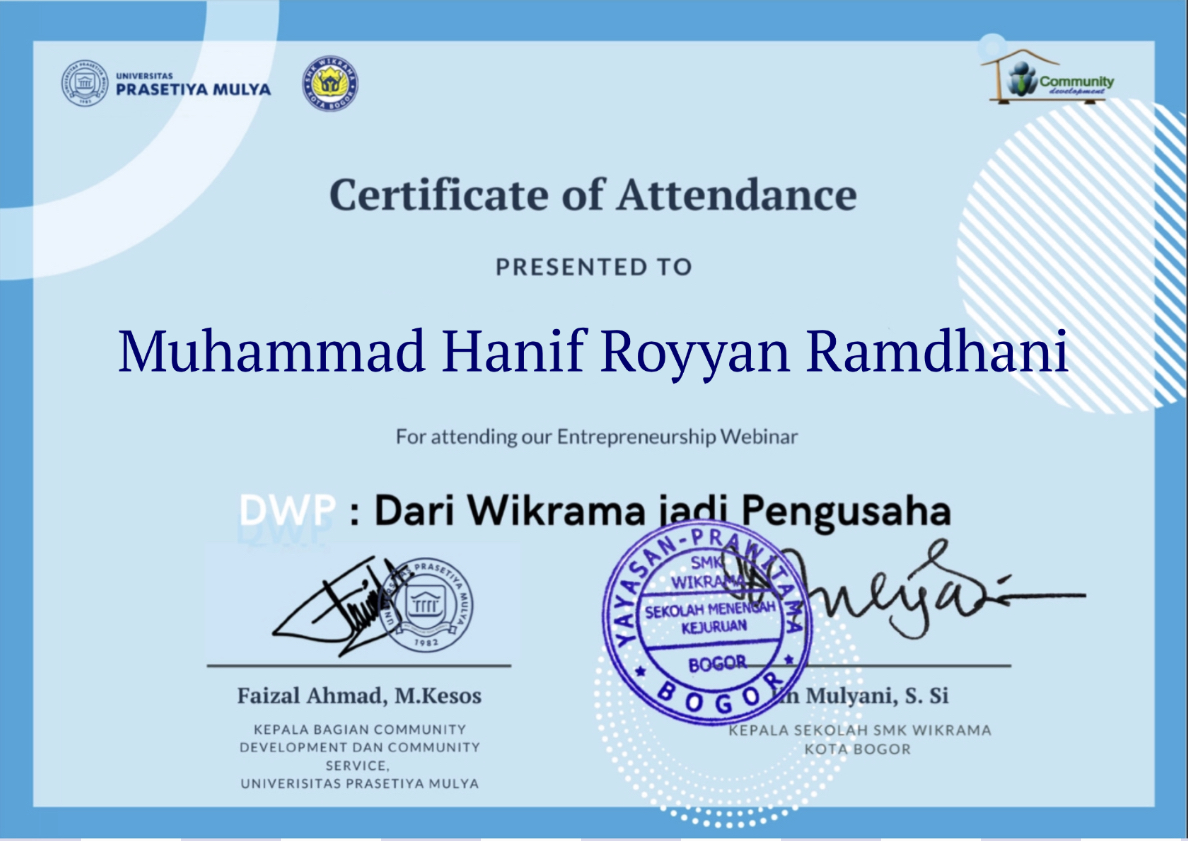 UNIVERSITAS
PRASETIYA MULYA
SMK WIKRAMA
KOTA BOGOR
Community
development
Certificate of Attendance
PRESENTED TO
Muhammad Hanif Royyan Ramdhani
For attending our Entrepreneurship Webinar
DWP : Dari Wikrama jadi Pengusaha
PRASETIYA MULYA
1982
YAYASAN-PRAWITAMA
SMK
WIKRAMA
SEKOLAH MENENGAH
KEJURUAN
BOGOR
BOGOR
Faizal Ahmad, M.Kesos
KEPALA BAGIAN COMMUNITY
DEVELOPMENT DAN COMMUNITY
SERVICE,
UNIVERISITAS PRASETIYA MULYA
Mulyani, S. Si
KEPALA SEKOLAH SMK WIKRAMA
KOTA BOGOR